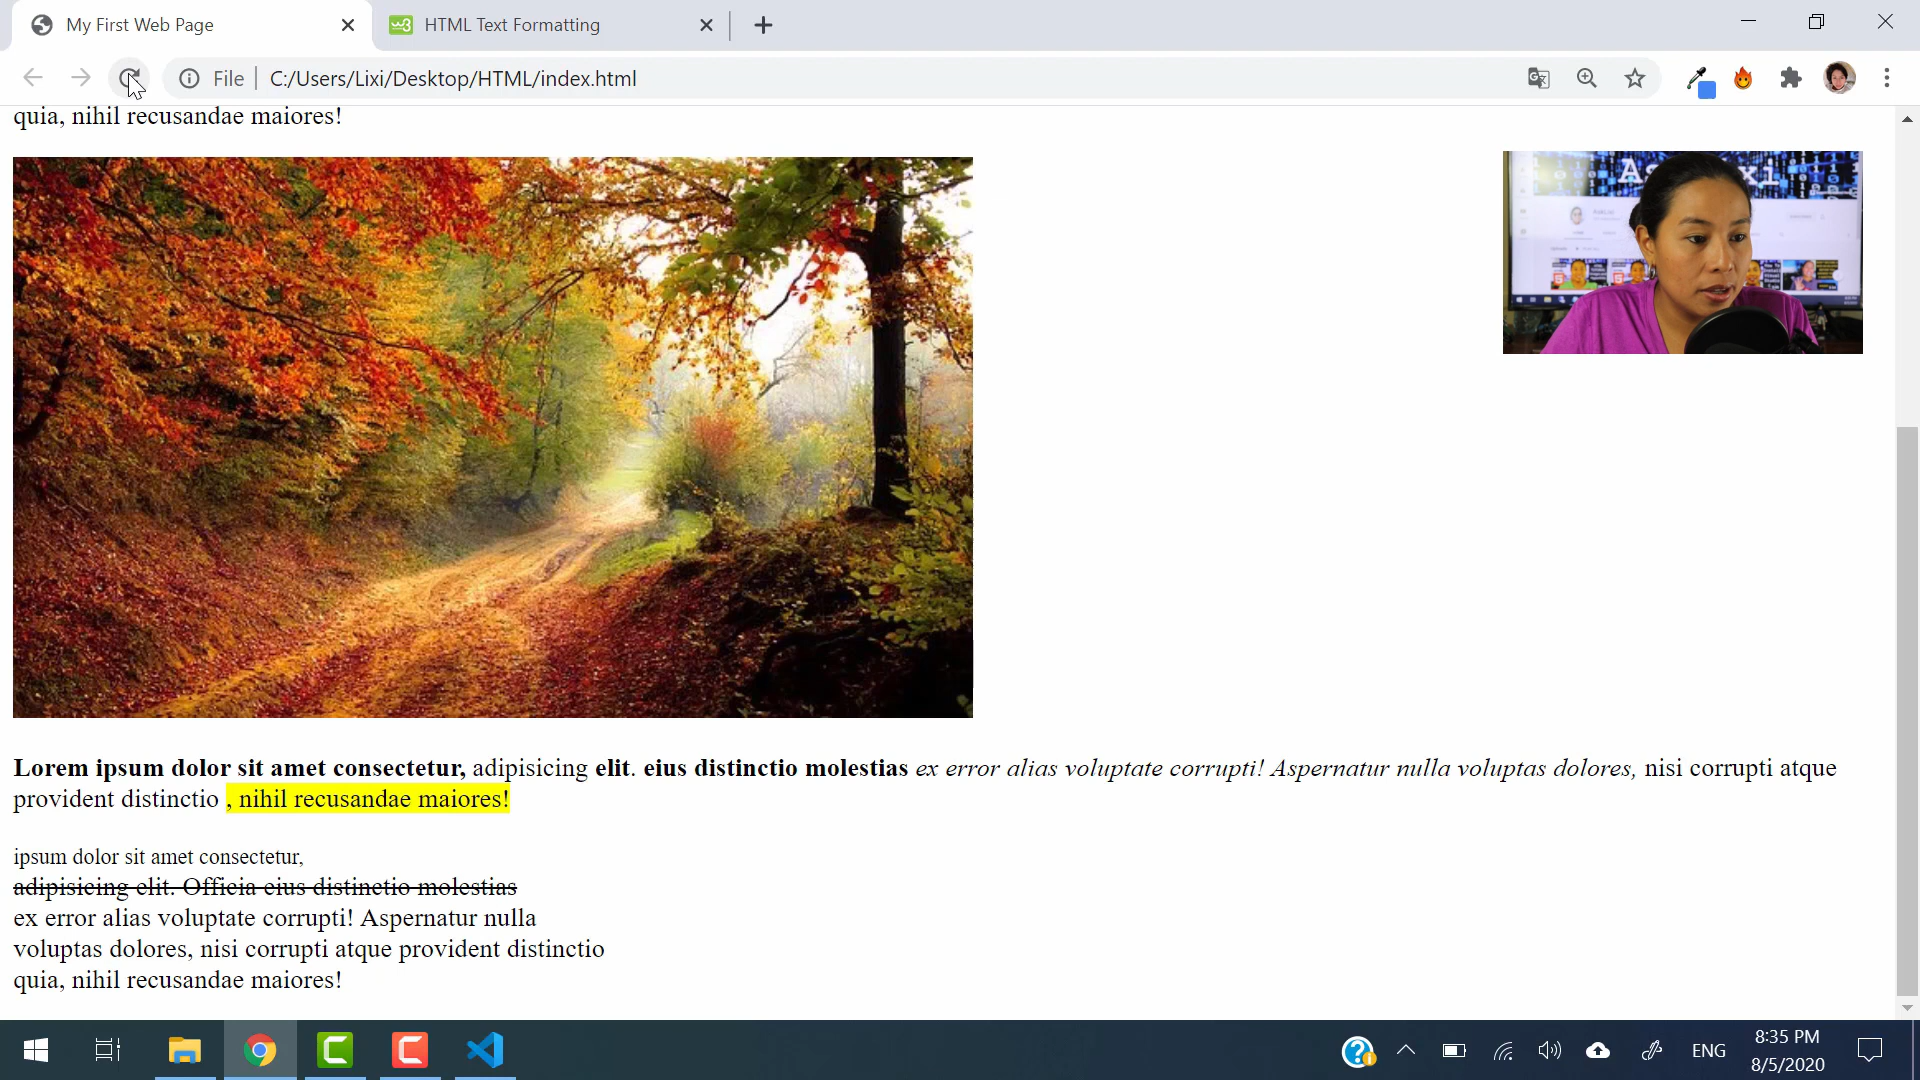 My First Web Page
HTML Text Formatting
File
C:/Users/Lixi/Desktop/HTML/index.html
quia, nihil recusandae maiores!
Lorem ipsum dolor sit amet consectetur, adipisicing elit. eius distinctio molestias ex error alias voluptate corrupti! Aspernatur nulla voluptas dolores, nisi corrupti atque
provident distinctio , nihil recusandae maiores!
ipsum dolor sit amet consectetur,
adipisicing elit. Officia eius distinctio molestias
ex error alias voluptate corrupti! Aspernatur nulla
voluptas dolores, nisi corrupti atque provident distinctio
quia, nihil recusandae maiores!
ENG
8:35 PM
8/5/2020